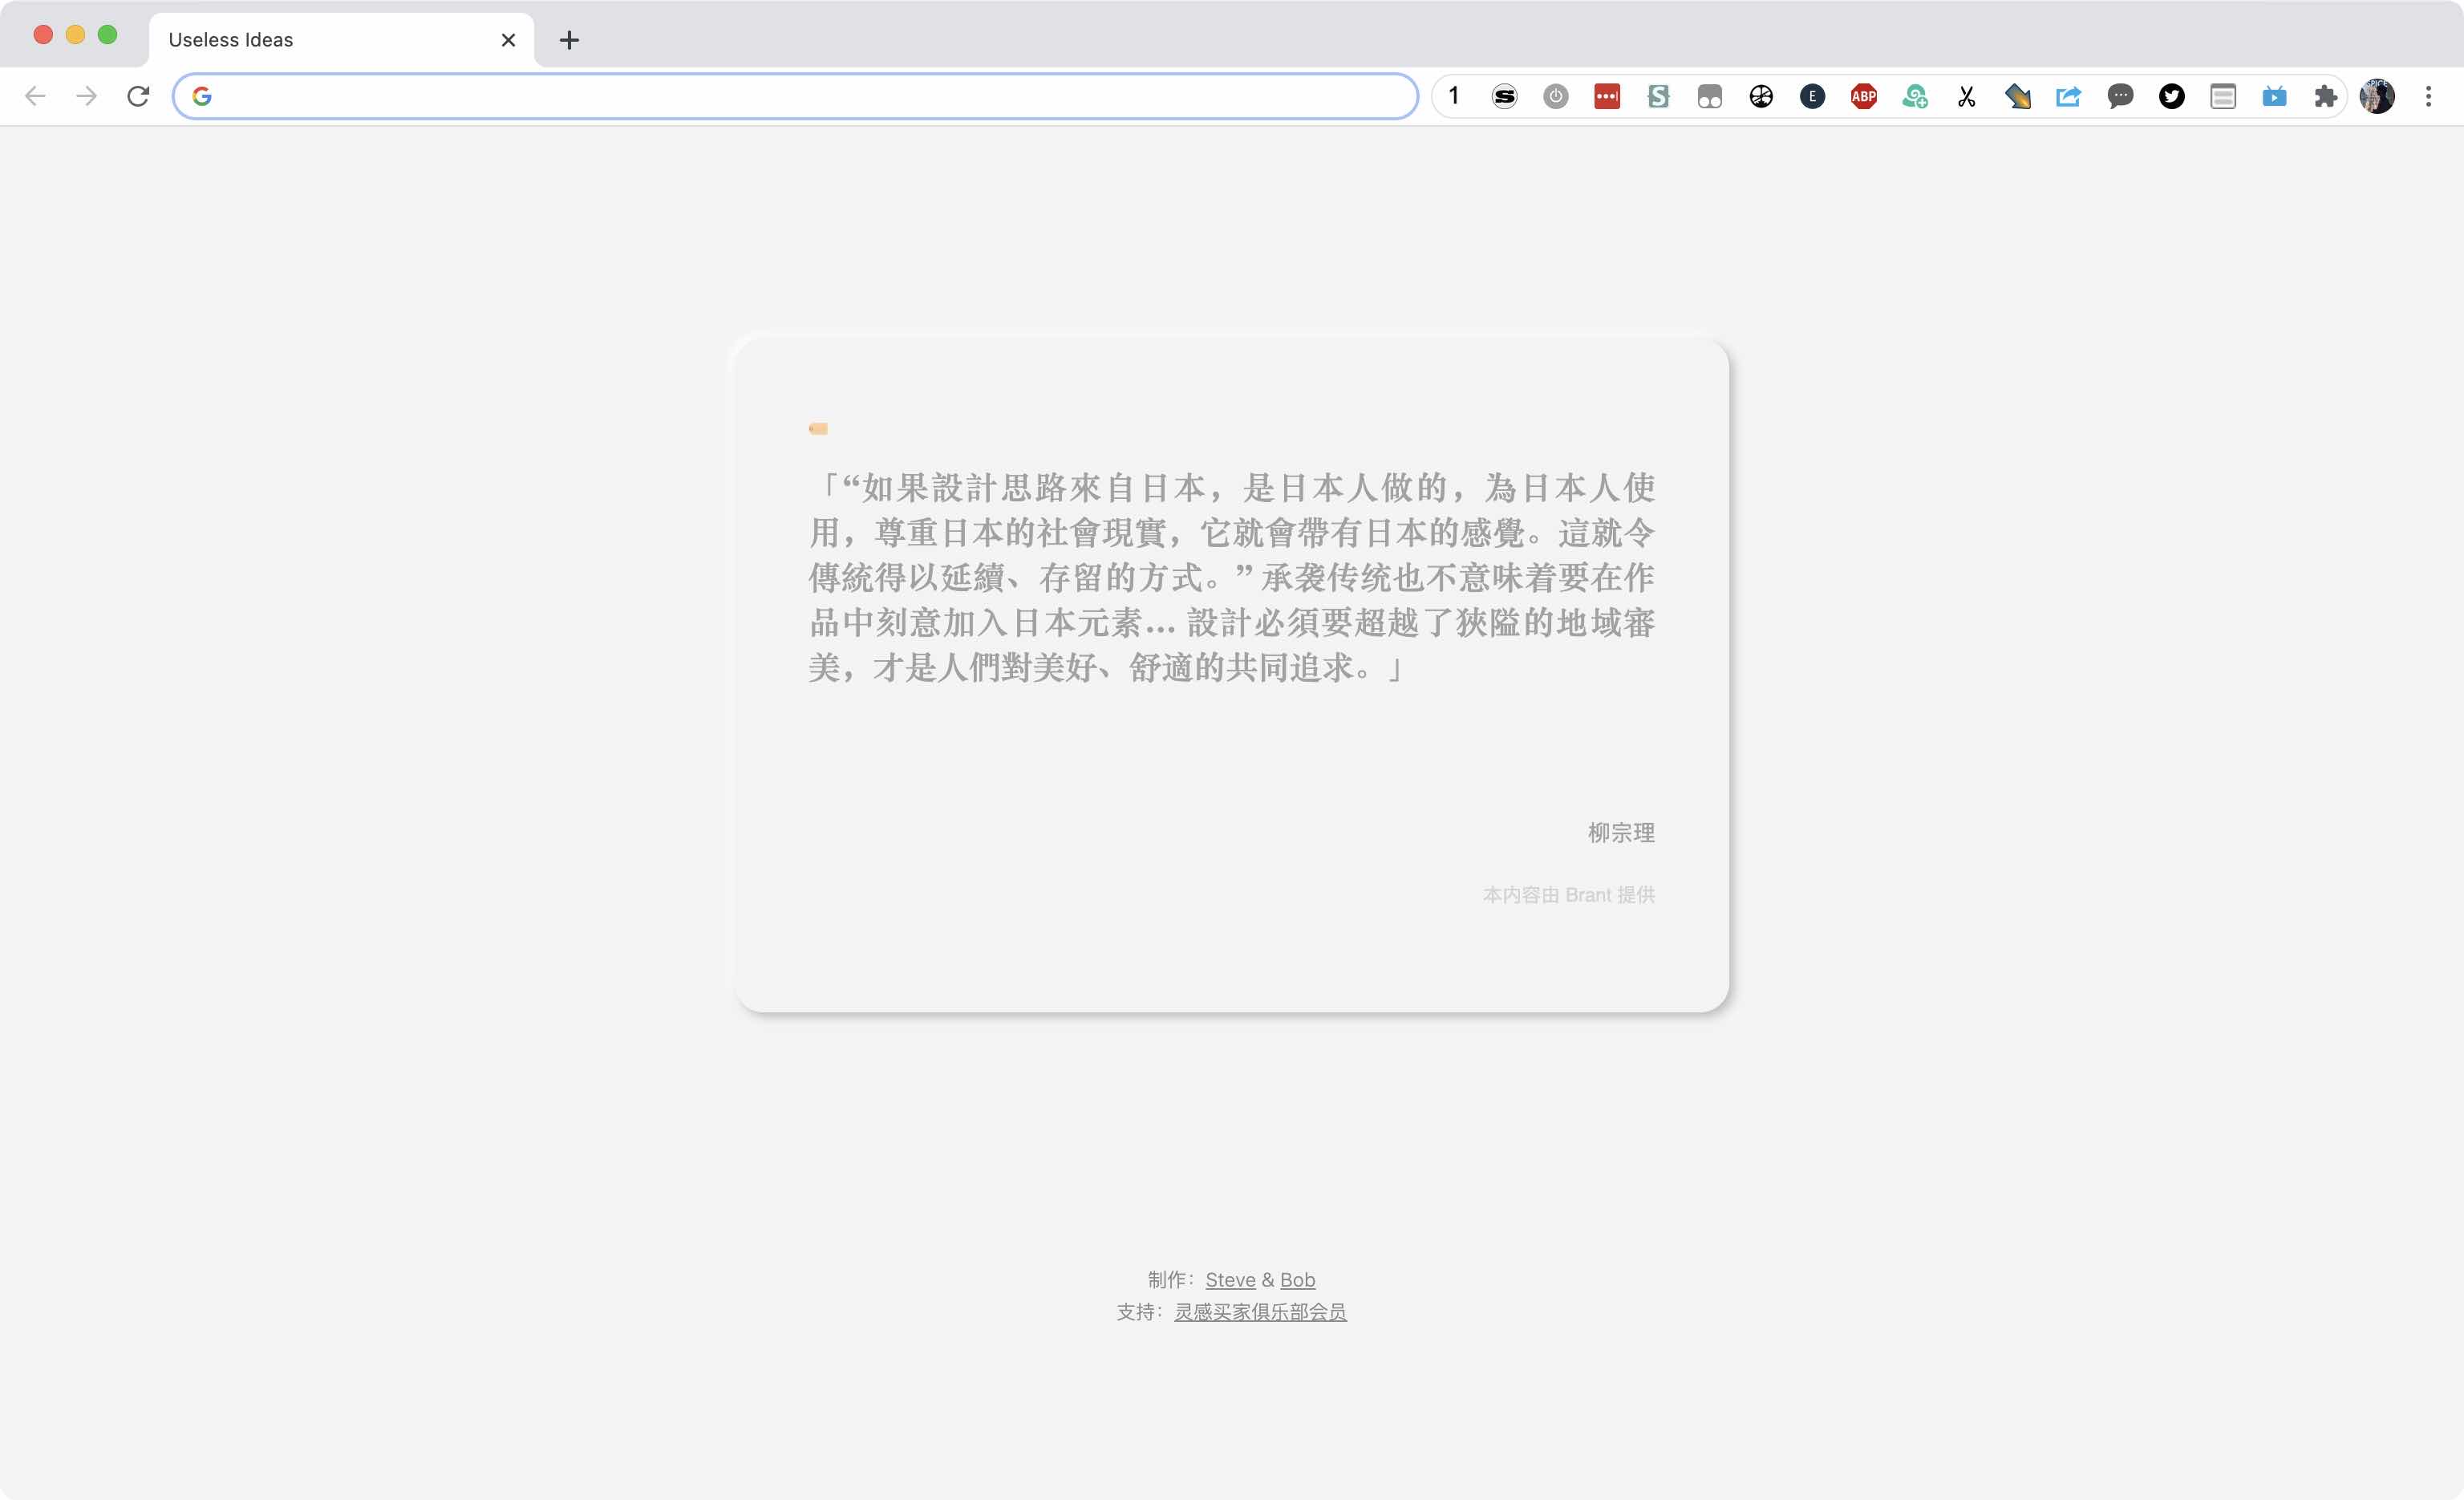 Useless Ideas
1
S
S
E
ABP
「“如果設計思路來自日本，是日本人做的，為日本人使
用，尊重日本的社會現實，它就會帶有日本的感覺。這就令
傳統得以延續、存留的方式。” 承袭传统也不意味着要在作
品中刻意加入日本元素... 設計必須要超越了狹隘的地域審
美，才是人們對美好、舒適的共同追求。」
柳宗理
本内容由 Brant 提供
制作：Steve & Bob
支持：灵感买家俱乐部会员